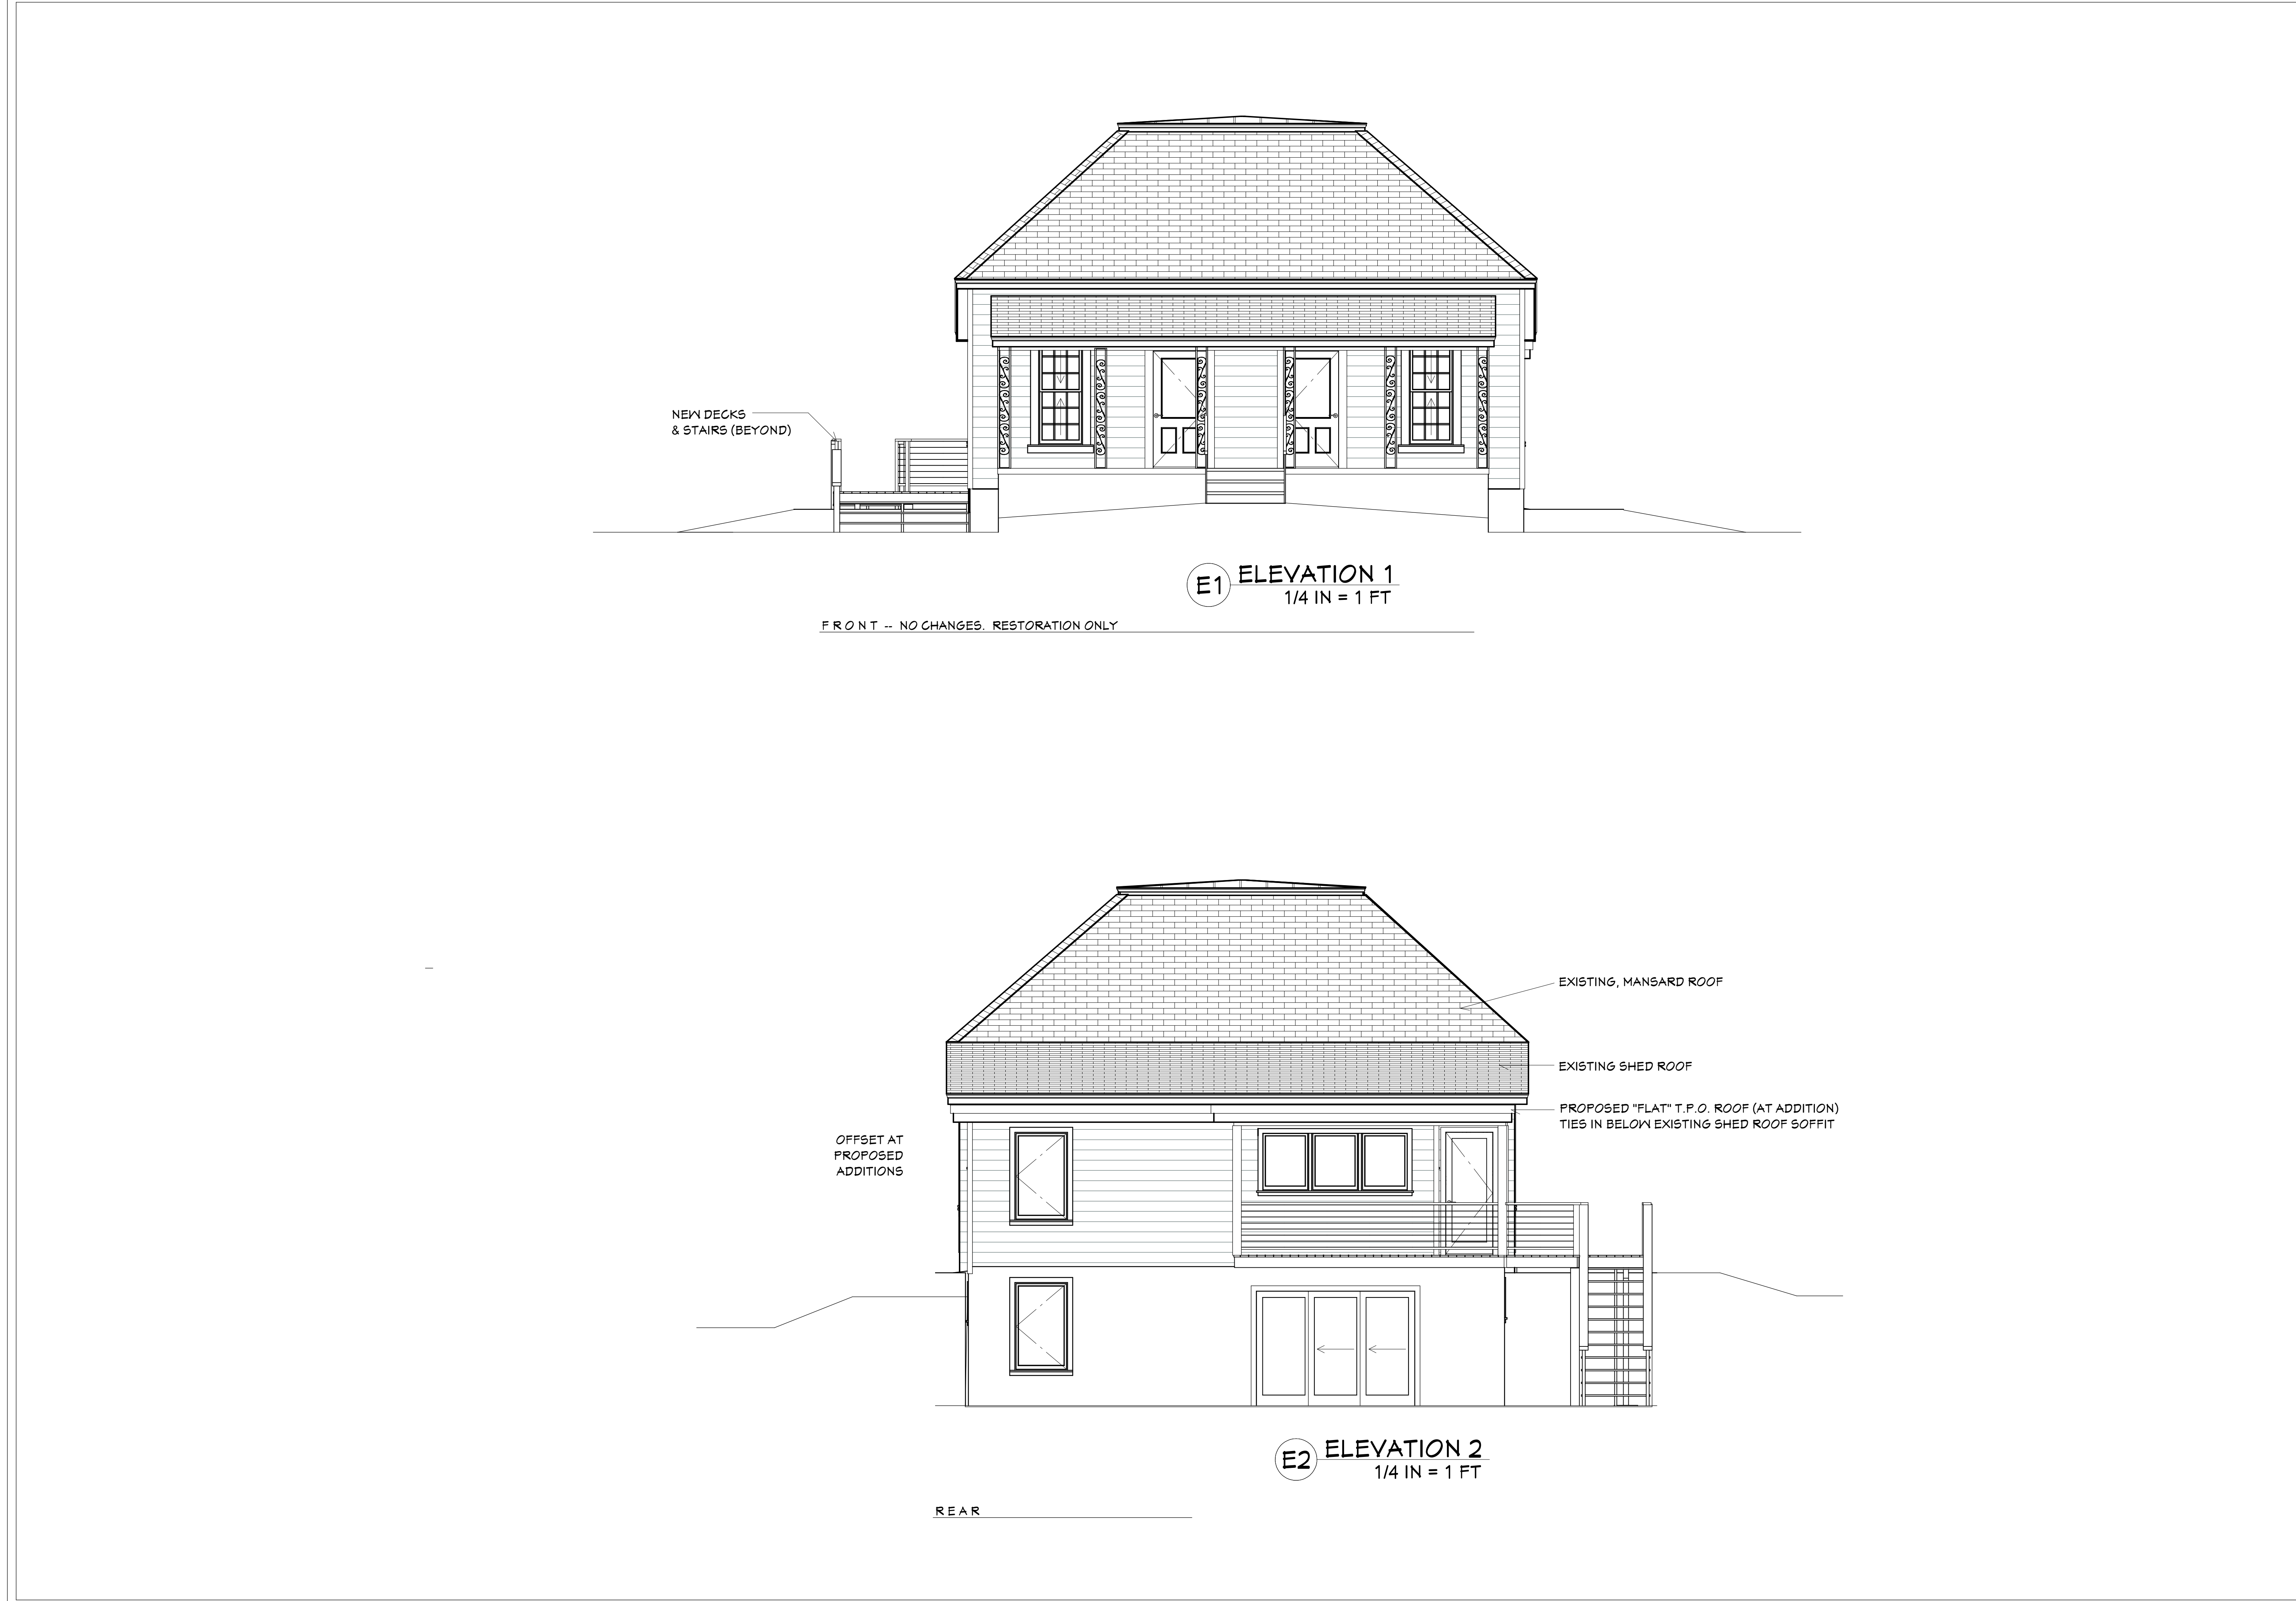 NEW DECKS
& STAIRS (BEYOND)
E1
ELEVATION 1
1/4 IN = 1 FT
FRONT -- NO CHANGES. RESTORATION ONLY
EXISTING, MANSARD ROOF
EXISTING SHED ROOF
PROPOSED "FLAT" T.P.O. ROOF (AT ADDITION)
TIES IN BELOW EXISTING SHED ROOF SOFFIT
OFFSET AT
PROPOSED
ADDITIONS
E2
ELEVATION 2
1/4 IN = 1 FT
REAR